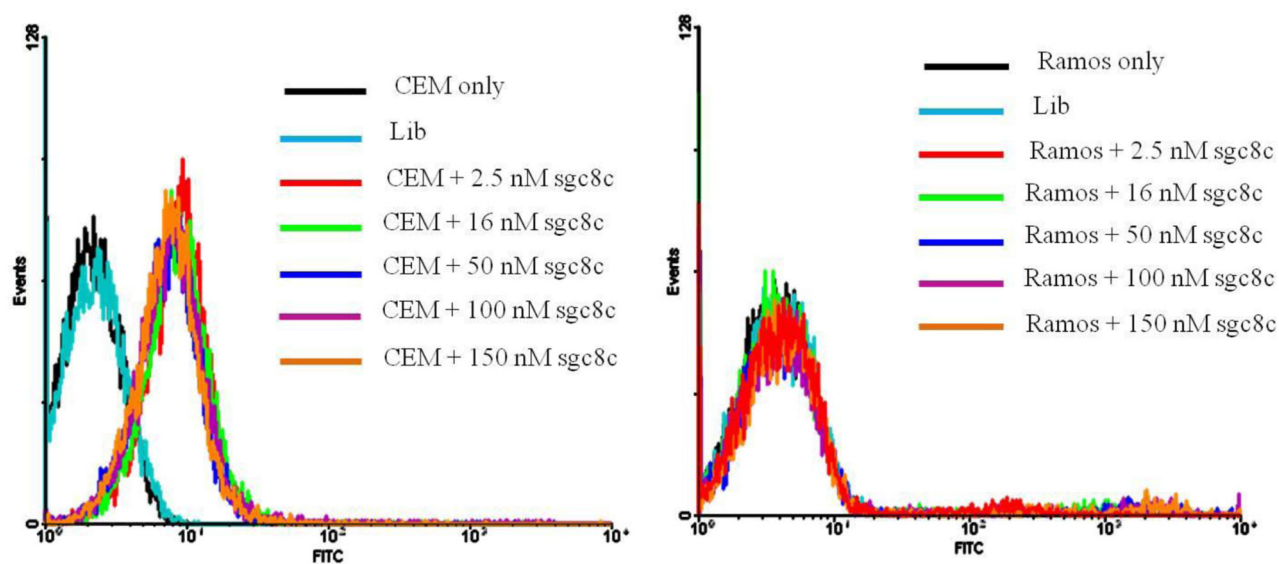 128
Events
0
CEM only
Lib
CEM + 2.5 nM sgc8c
CEM + 16 nM sgc8c
CEM + 50 nM sgc8c
CEM + 100 nM sgc8c
CEM + 150 nM sgc8c
10⁰ 10¹ 10² 10³ 10⁴
FITC
128
Events
0
Ramos only
Lib
Ramos + 2.5 nM sgc8c
Ramos + 16 nM sgc8c
Ramos + 50 nM sgc8c
Ramos + 100 nM sgc8c
Ramos + 150 nM sgc8c
10⁰ 10¹ 10² 10³ 10⁴
FITC